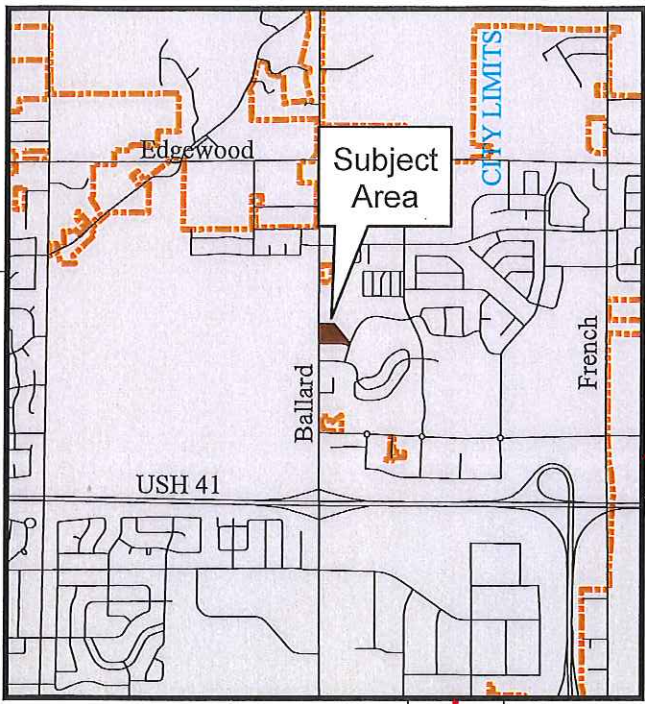 CITY LIMITS
Edgewood
Subject
Area
French
Ballard
USH 41